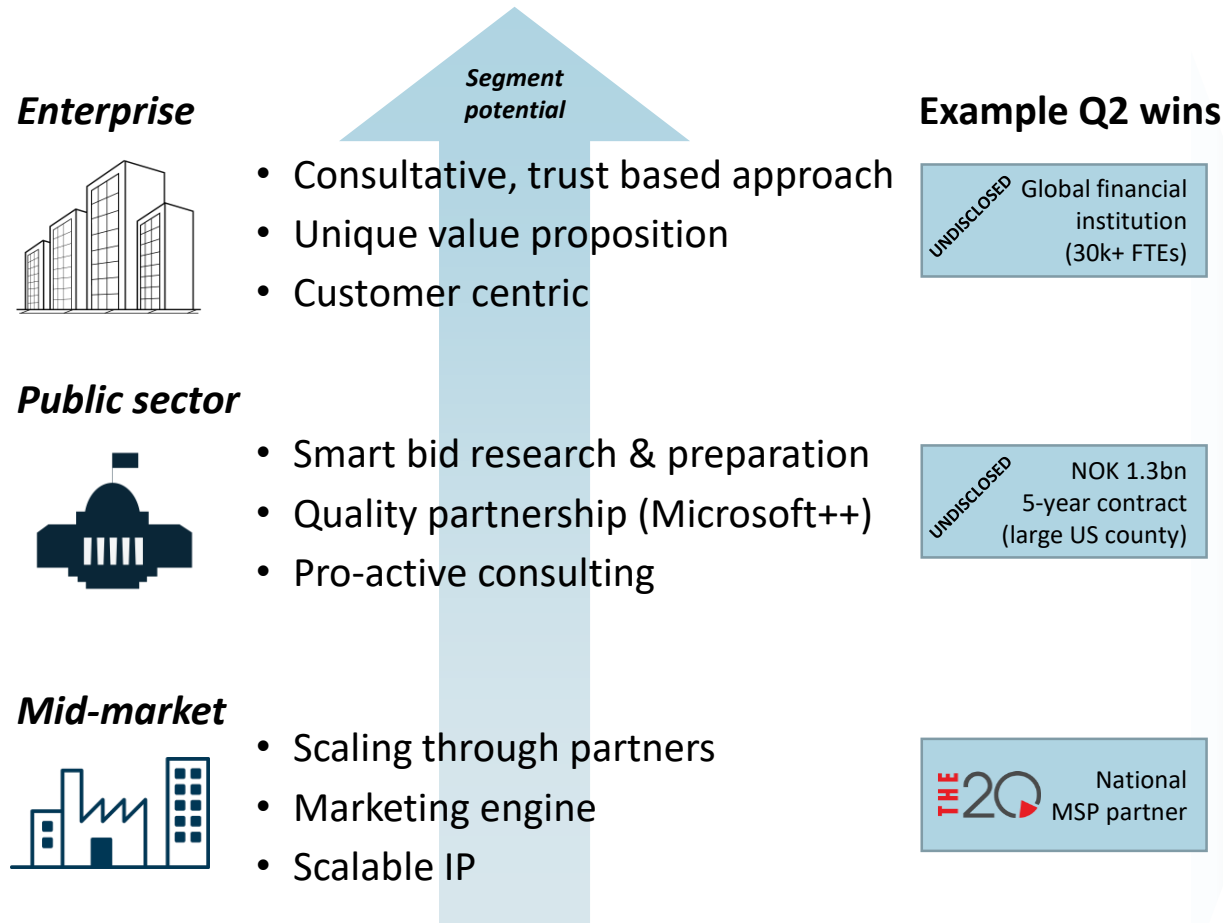 Segment
potential
Enterprise
Example Q2 wins
• Consultative, trust based approach
• Unique value proposition
• Customer centric
UNDISCLOSED
Global financial
institution
(30k+ FTEs)
Public sector
• Smart bid research & preparation
• Quality partnership (Microsoft++)
• Pro-active consulting
UNDISCLOSED
NOK 1.3bn
5-year contract
(large US county)
Mid-market
• Scaling through partners
• Marketing engine
• Scalable IP
THE 20
National
MSP partner